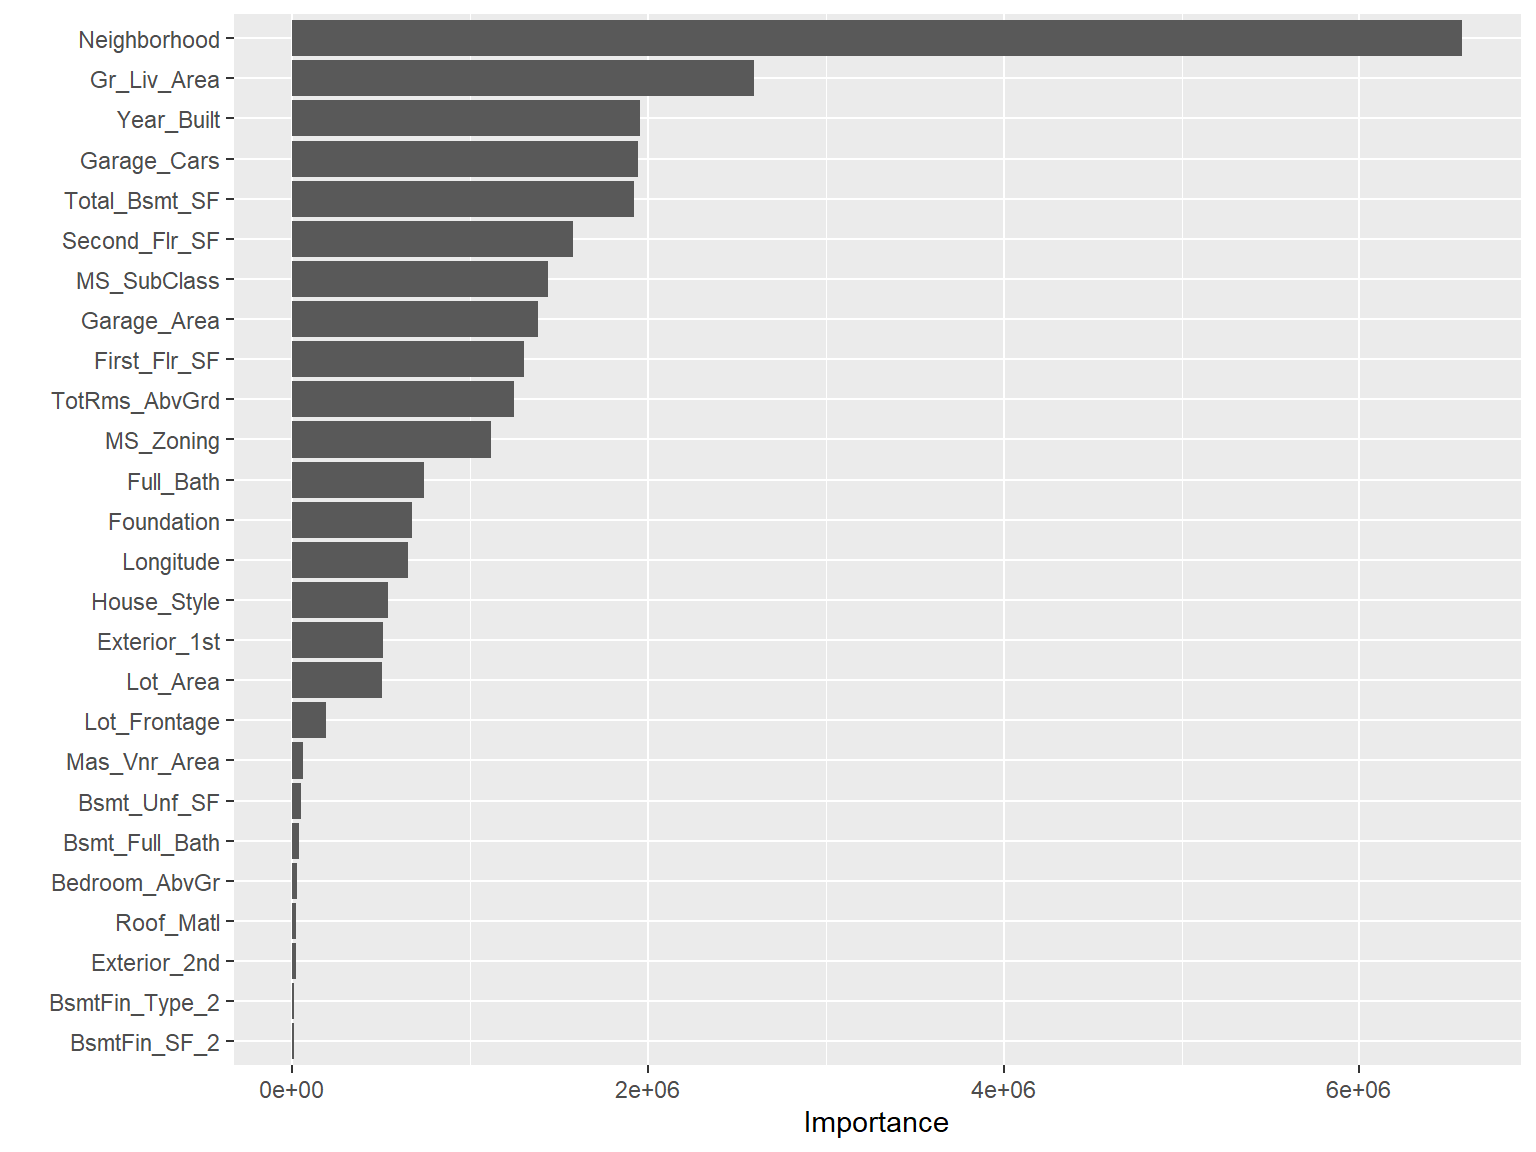 Neighborhood
Gr_Liv_Area
Year_Built
Garage_Cars
Total_Bsmt_SF
Second_Flr_SF
MS_SubClass
Garage_Area
First_Flr_SF
TotRms_AbvGrd
MS_Zoning
Full_Bath
Foundation
Longitude
House_Style
Exterior_1st
Lot_Area
Lot_Frontage
Mas_Vnr_Area
Bsmt_Unf_SF
Bsmt_Full_Bath
Bedroom_AbvGr
Roof_Matl
Exterior_2nd
BsmtFin_Type_2
BsmtFin_SF_2
0e+00 2e+06 4e+06 6e+06
Importance